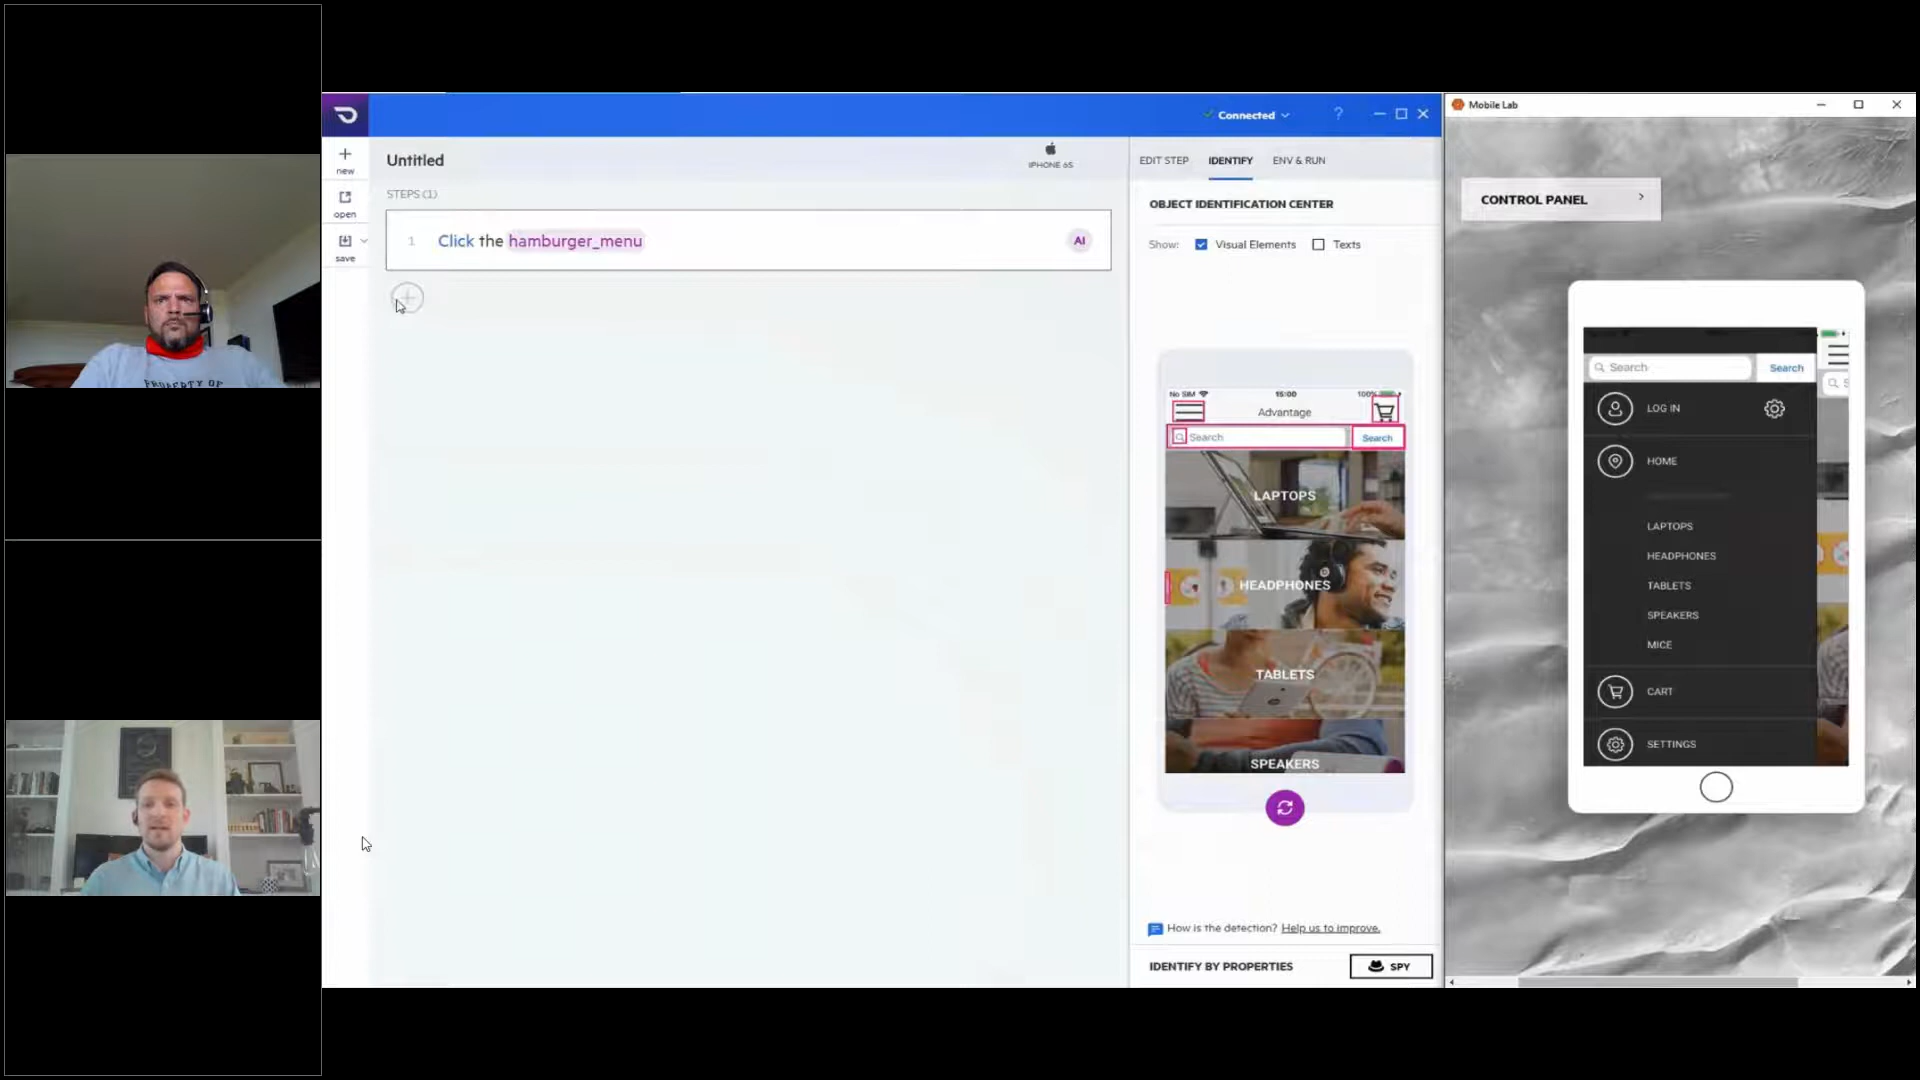 PROPERTY OF
Connected
?
new
open
save
Untitled
IPHONE 6S
STEPS (1)
1 Click the hamburger_menu AI
EDIT STEP IDENTIFY ENV & RUN
OBJECT IDENTIFICATION CENTER
Show: Visual Elements Texts
No SIM 15:00 100%
Advantage
Search Search
LAPTOPS
HEADPHONES
TABLETS
SPEAKERS
How is the detection? Help us to improve.
IDENTIFY BY PROPERTIES SPY
Mobile Lab
CONTROL PANEL
Search Search
LOG IN
HOME
LAPTOPS
HEADPHONES
TABLETS
SPEAKERS
MICE
CART
SETTINGS